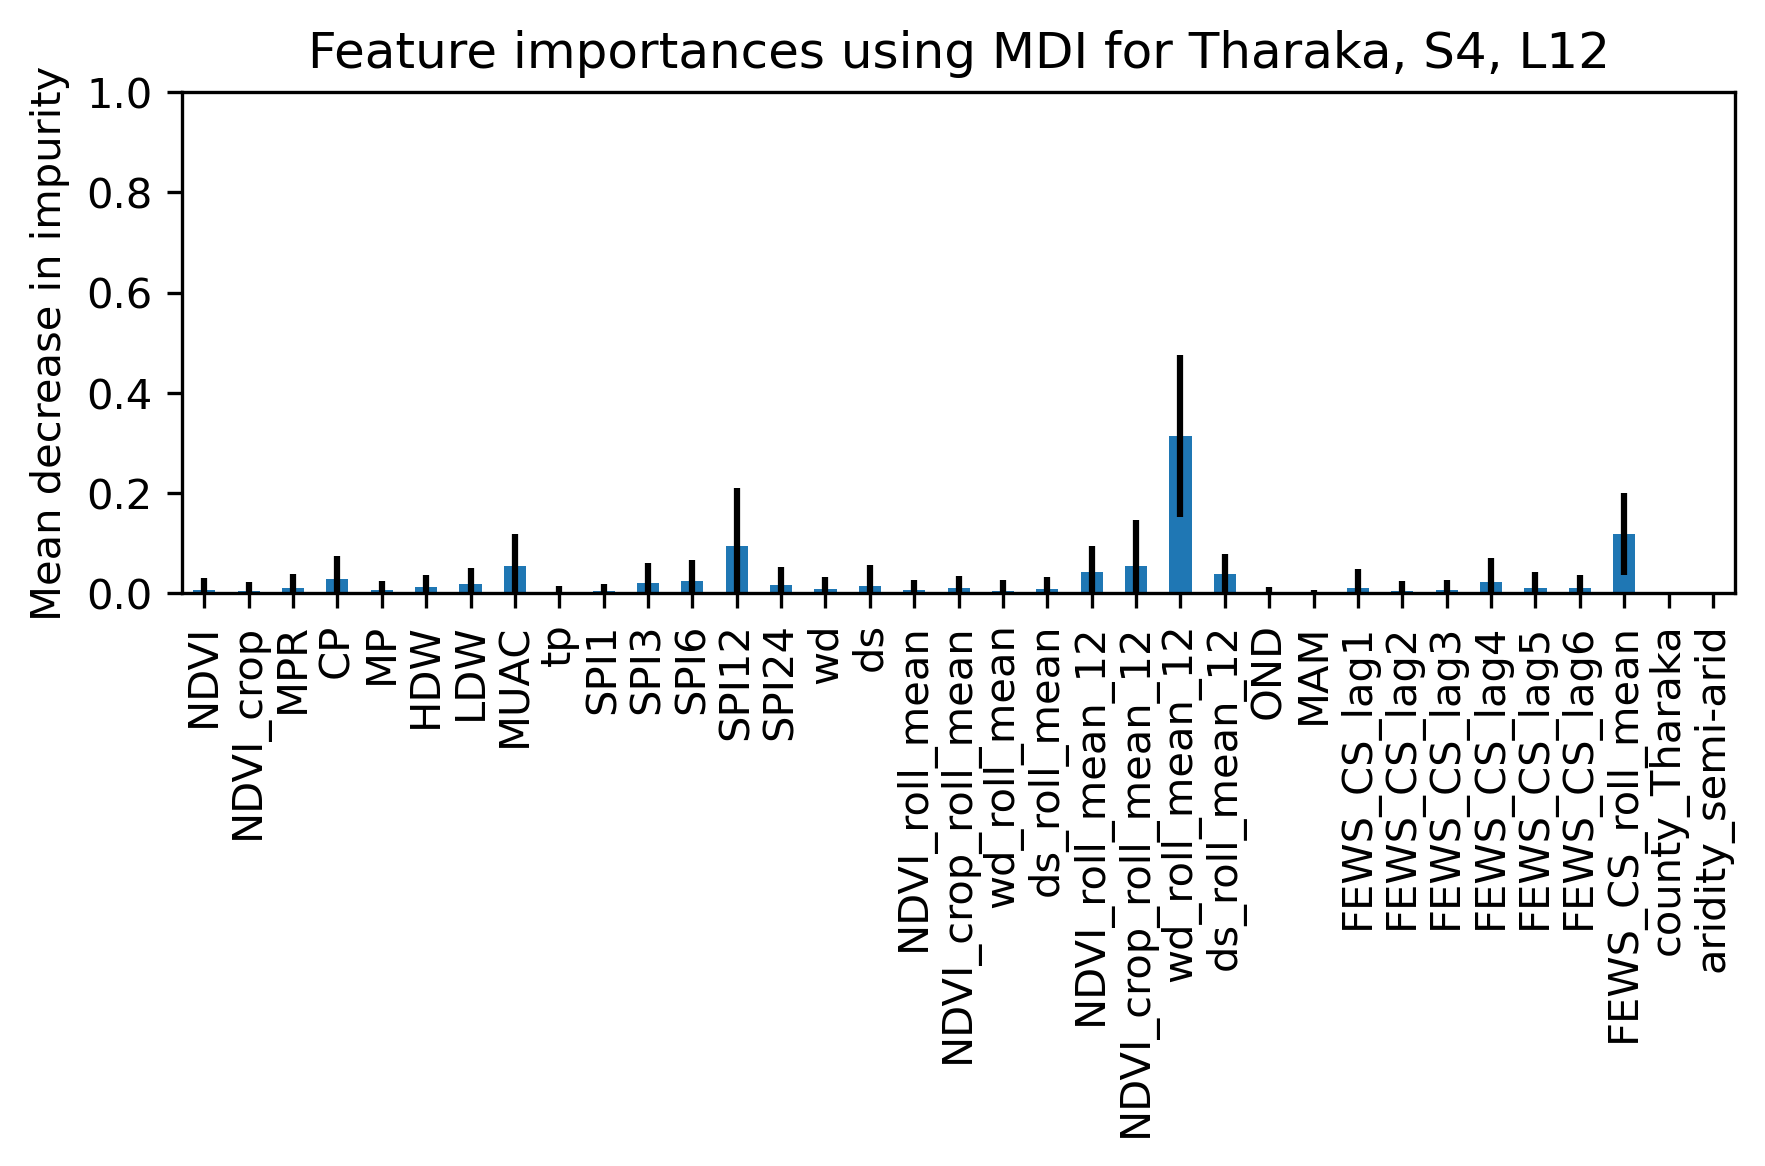 Feature importances using MDI for Tharaka, S4, L12
Mean decrease in impurity
1.0
0.8
0.6
0.4
0.2
0.0
NDVI
NDVI_crop
MPR
CP
MP
HDW
LDW
MUAC
tp
SPI1
SPI3
SPI6
SPI12
SPI24
wd
ds
NDVI_roll_mean
NDVI_crop_roll_mean
wd_roll_mean
ds_roll_mean
NDVI_roll_mean_12
NDVI_crop_roll_mean_12
wd_roll_mean_12
ds_roll_mean_12
OND
MAM
FEWS_CS_lag1
FEWS_CS_lag2
FEWS_CS_lag3
FEWS_CS_lag4
FEWS_CS_lag5
FEWS_CS_lag6
FEWS_CS_roll_mean
county_Tharaka
aridity_semi-arid